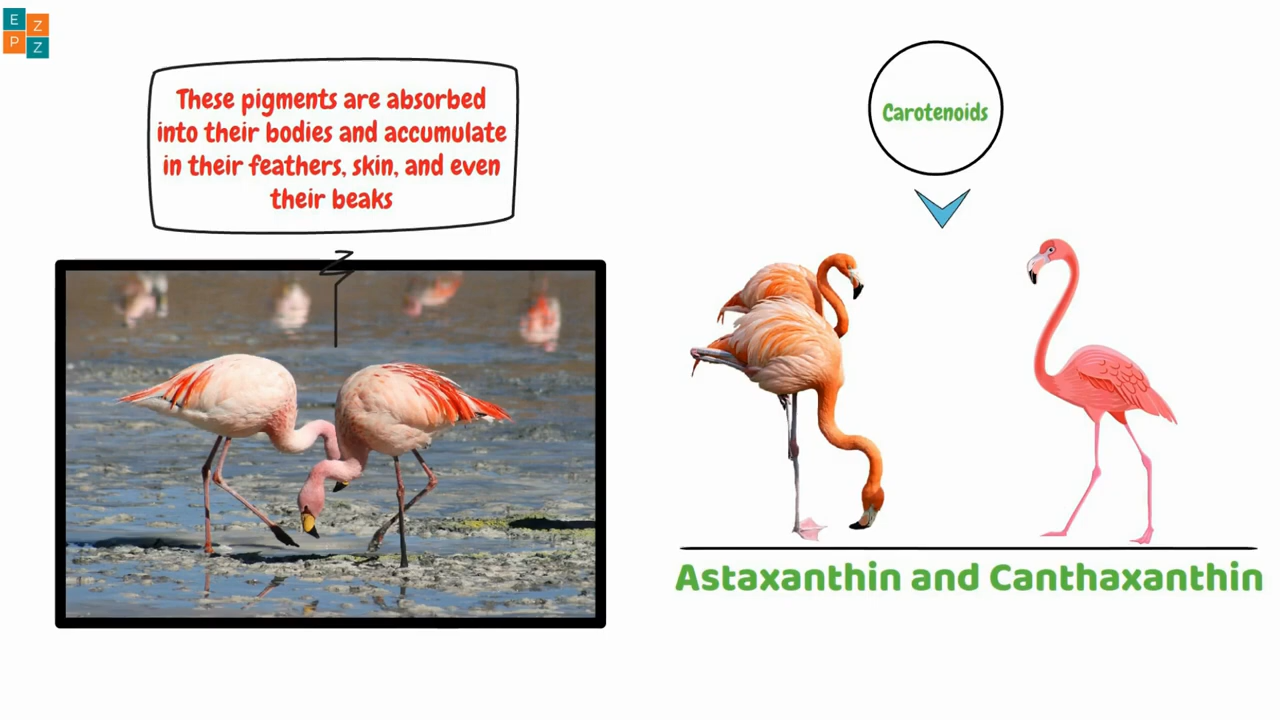 E Z
P Z
These pigments are absorbed
into their bodies and accumulate
in their feathers, skin, and even
their beaks
Carotenoids
Astaxanthin and Canthaxanthin